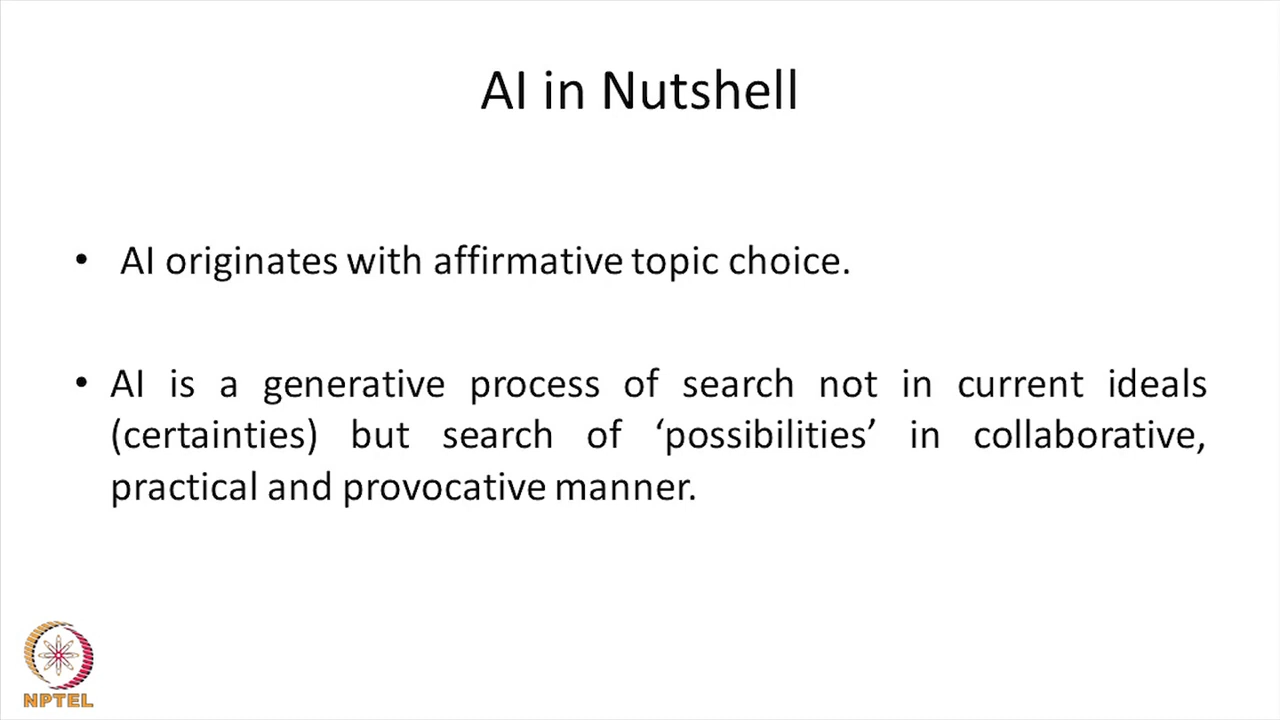 AI in Nutshell
• AI originates with affirmative topic choice.
• AI is a generative process of search not in current ideals
(certainties) but search of ‘possibilities’ in collaborative,
practical and provocative manner.
NPTEL